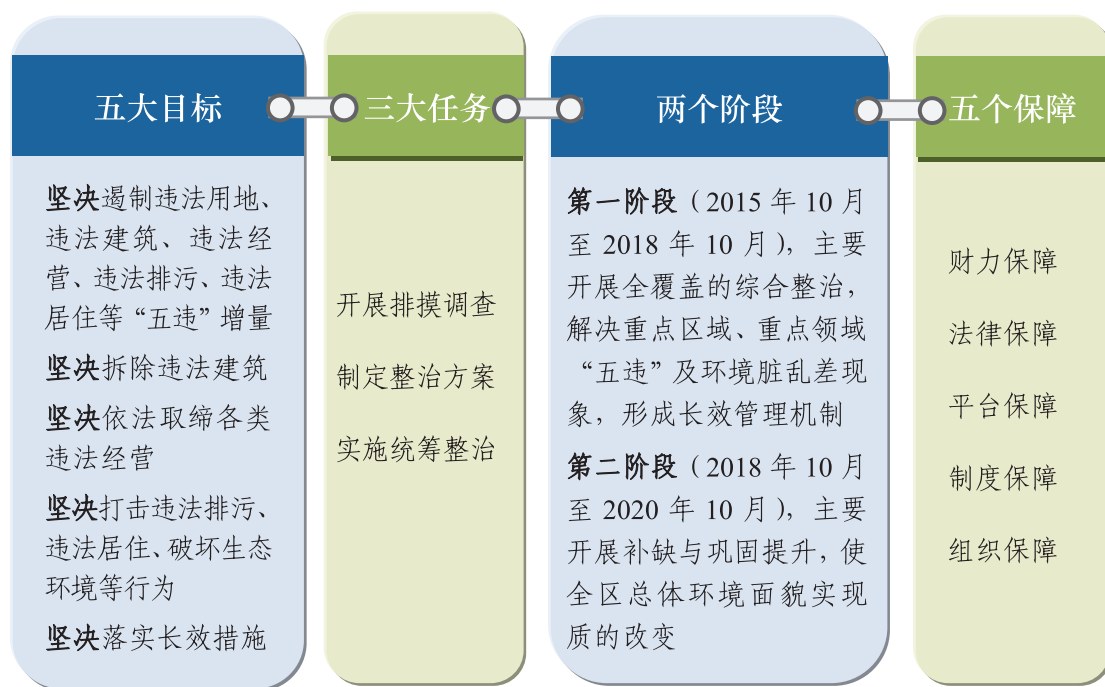 五大目标
坚决遏制违法用地、
违法建筑、违法经
营、违法排污、违法
居住等“五违”增量
坚决拆除违法建筑
坚决依法取缔各类
违法经营
坚决打击违法排污、
违法居住、破坏生态
环境等行为
坚决落实长效措施
三大任务
开展排摸调查
制定整治方案
实施统筹整治
两个阶段
第一阶段（2015 年 10 月
至 2018 年 10 月），主要
开展全覆盖的综合整治，
解决重点区域、重点领域
“五违”及环境脏乱差现
象，形成长效管理机制
第二阶段（2018 年 10 月
至 2020 年 10 月），主要
开展补缺与巩固提升，使
全区总体环境面貌实现
质的改变
五个保障
财力保障
法律保障
平台保障
制度保障
组织保障